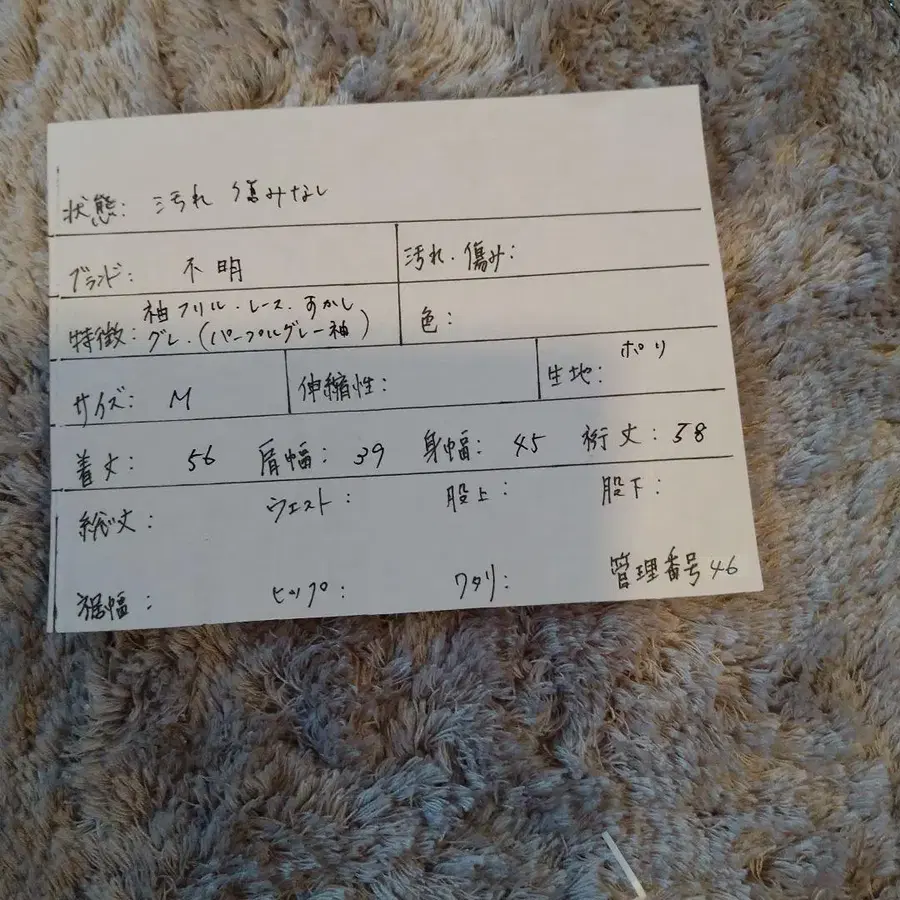 状態: 汚れ 傷みなし
ブランド: 不明 汚れ・傷み:
特徴: 袖フリル・レース、すかし
グレ、(パープルグレー袖) 色:
サイズ: M 伸縮性: 生地: ポリ
着丈: 56 肩幅: 39 身幅: 45 裄丈: 58
総丈: ウエスト: 股上: 股下:
裾幅: ヒップ: ワタリ: 管理番号 46